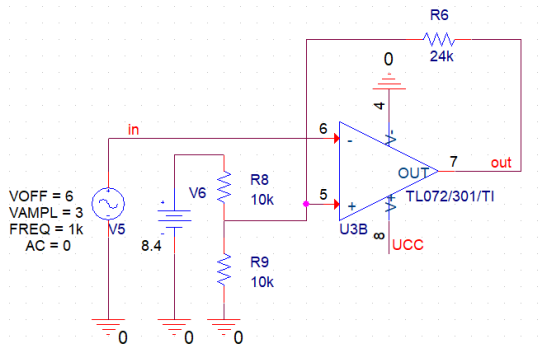 R6
24k
0
4
in
6
-
V-
OUT
7
out
R8
10k
V6
5
+
V+
TL072/301/TI
U3B
8
UCC
VOFF = 6
VAMPL = 3
FREQ = 1k
AC = 0
V5
+
-
+
-
8.4
R9
10k
0
0
0